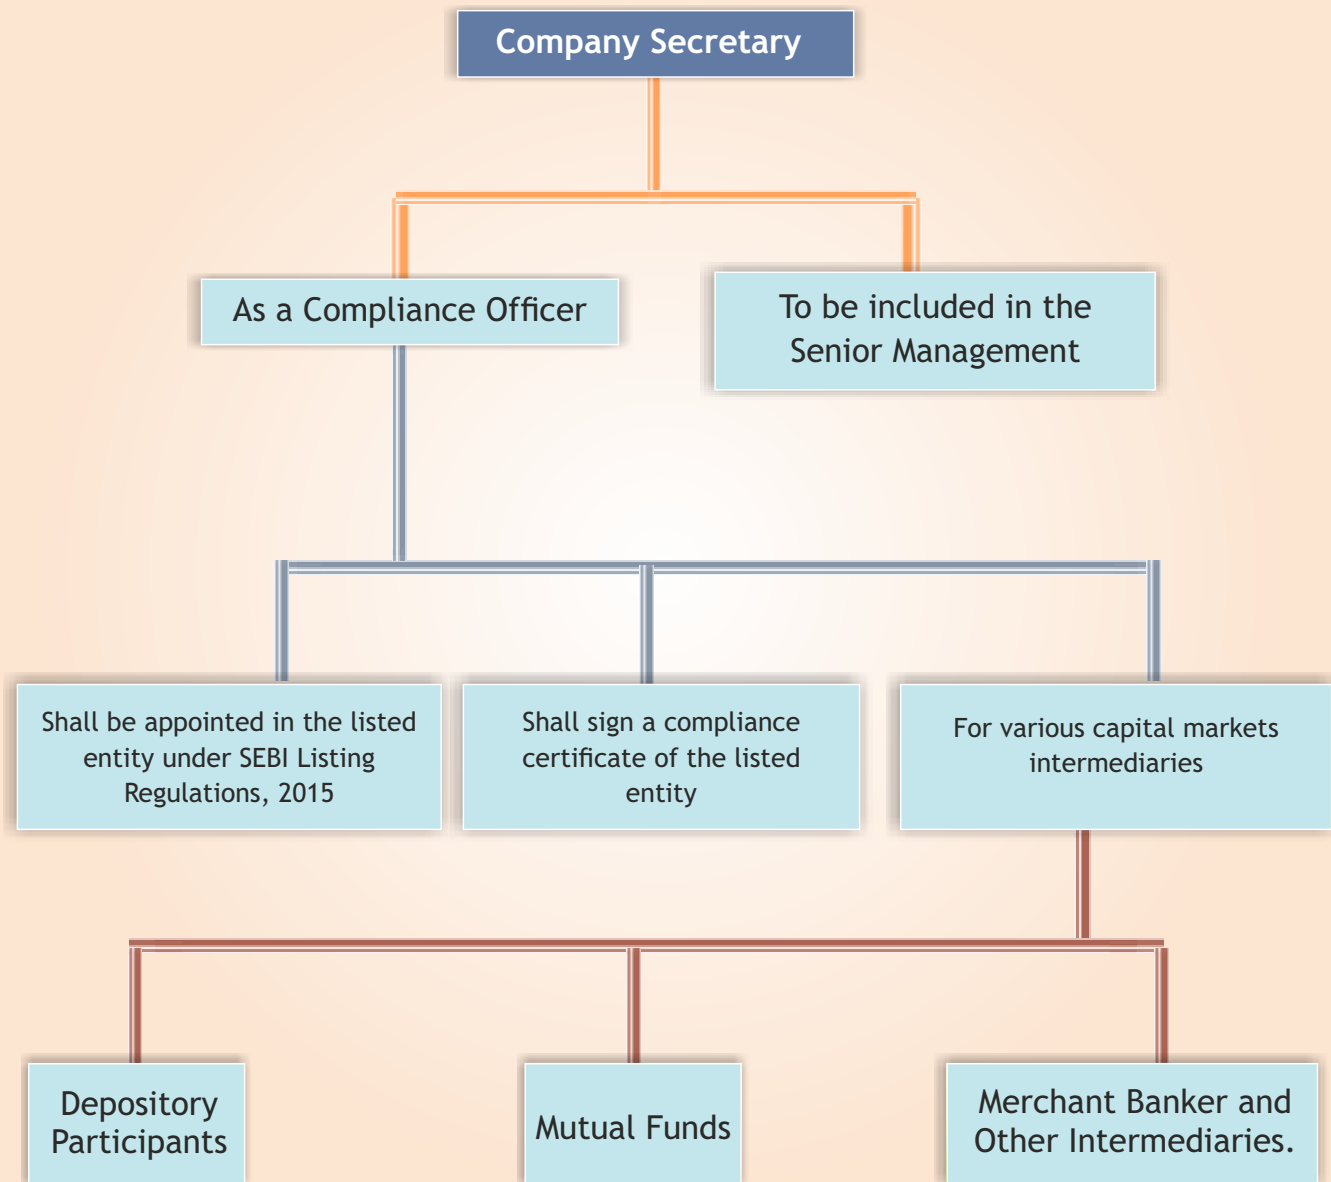 Company Secretary
As a Compliance Officer
To be included in the
Senior Management
Shall be appointed in the listed
entity under SEBI Listing
Regulations, 2015
Shall sign a compliance
certificate of the listed
entity
For various capital markets
intermediaries
Depository
Participants
Mutual Funds
Merchant Banker and
Other Intermediaries.